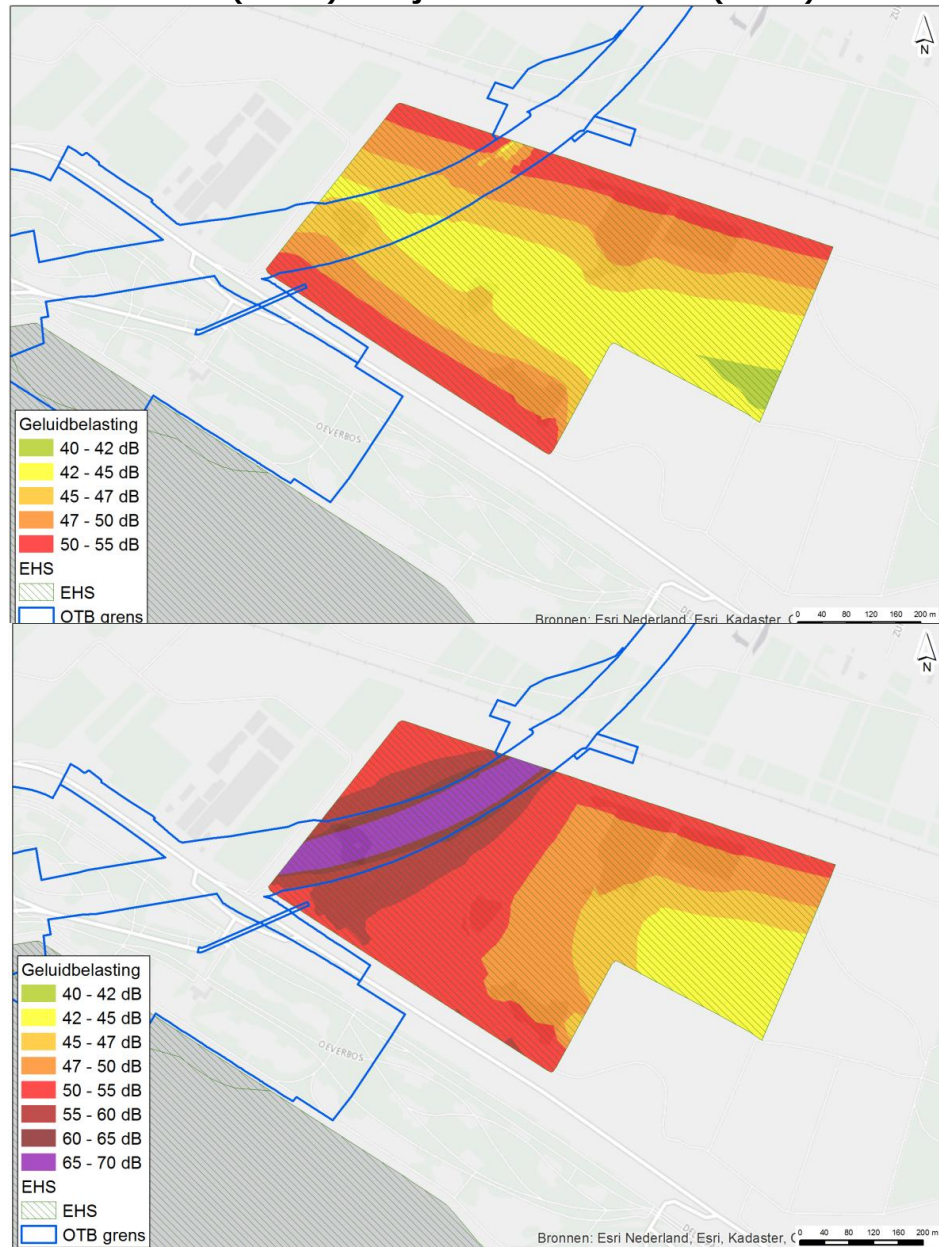 N
OEVERBOS
Geluidbelasting
40 - 42 dB
42 - 45 dB
45 - 47 dB
47 - 50 dB
50 - 55 dB
EHS
EHS
OTB grens
Bronnen: Esri Nederland, Esri, Kadaster,
0 40 80 120 160 200 m
N
OEVERBOS
Geluidbelasting
40 - 42 dB
42 - 45 dB
45 - 47 dB
47 - 50 dB
50 - 55 dB
55 - 60 dB
60 - 65 dB
65 - 70 dB
EHS
EHS
OTB grens
Bronnen: Esri Nederland, Esri, Kadaster,
0 40 80 120 160 200 m